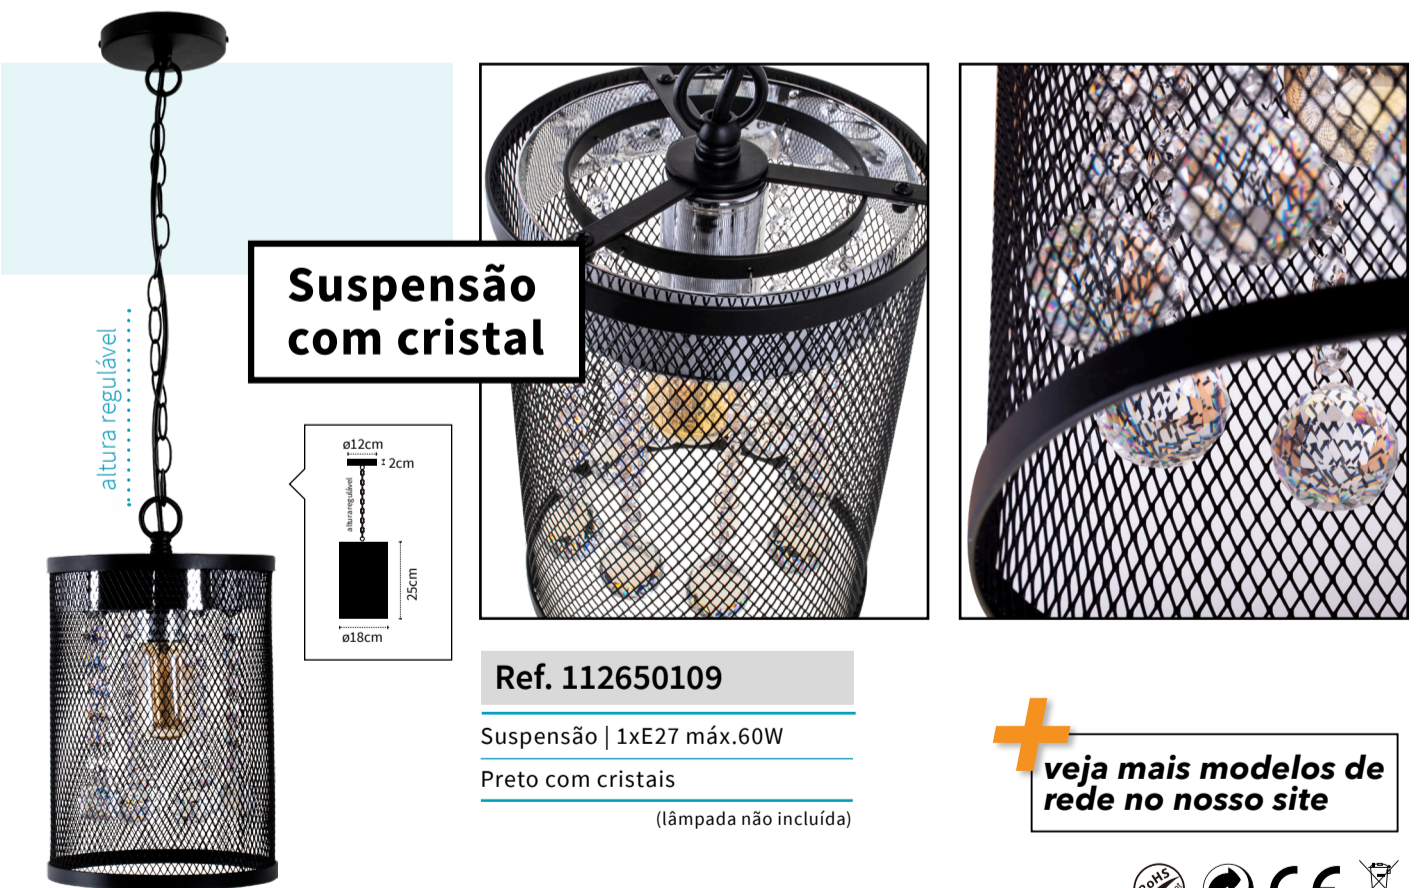 Suspensão
com cristal
altura regulável
ø12cm
2cm
altura regulável
25cm
ø18cm
Ref. 112650109
Suspensão | 1xE27 máx.60W
Preto com cristais
(lâmpada não incluída)
+
veja mais modelos de
rede no nosso site
RoHS
CE